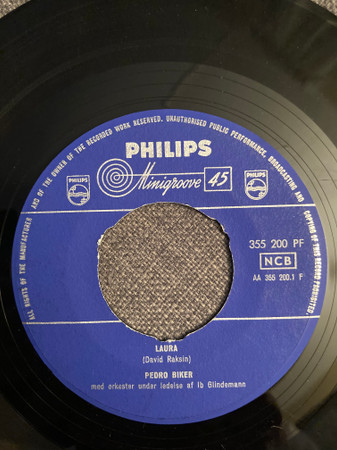 ALL RIGHTS OF THE MANUFACTURER AND OF THE OWNER OF THE RECORDED WORK RESERVED. UNAUTHORISED PUBLIC PERFORMANCE, BROADCASTING AND COPYING OF THIS RECORD PROHIBITED.
PHILIPS
Minigroove 45
PHILIPS
PHILIPS
355 200 PF
NCB
AA 355 200.1 F
LAURA
(David Raksin)
PEDRO BIKER
med orkester under ledelse af Ib Glindemann